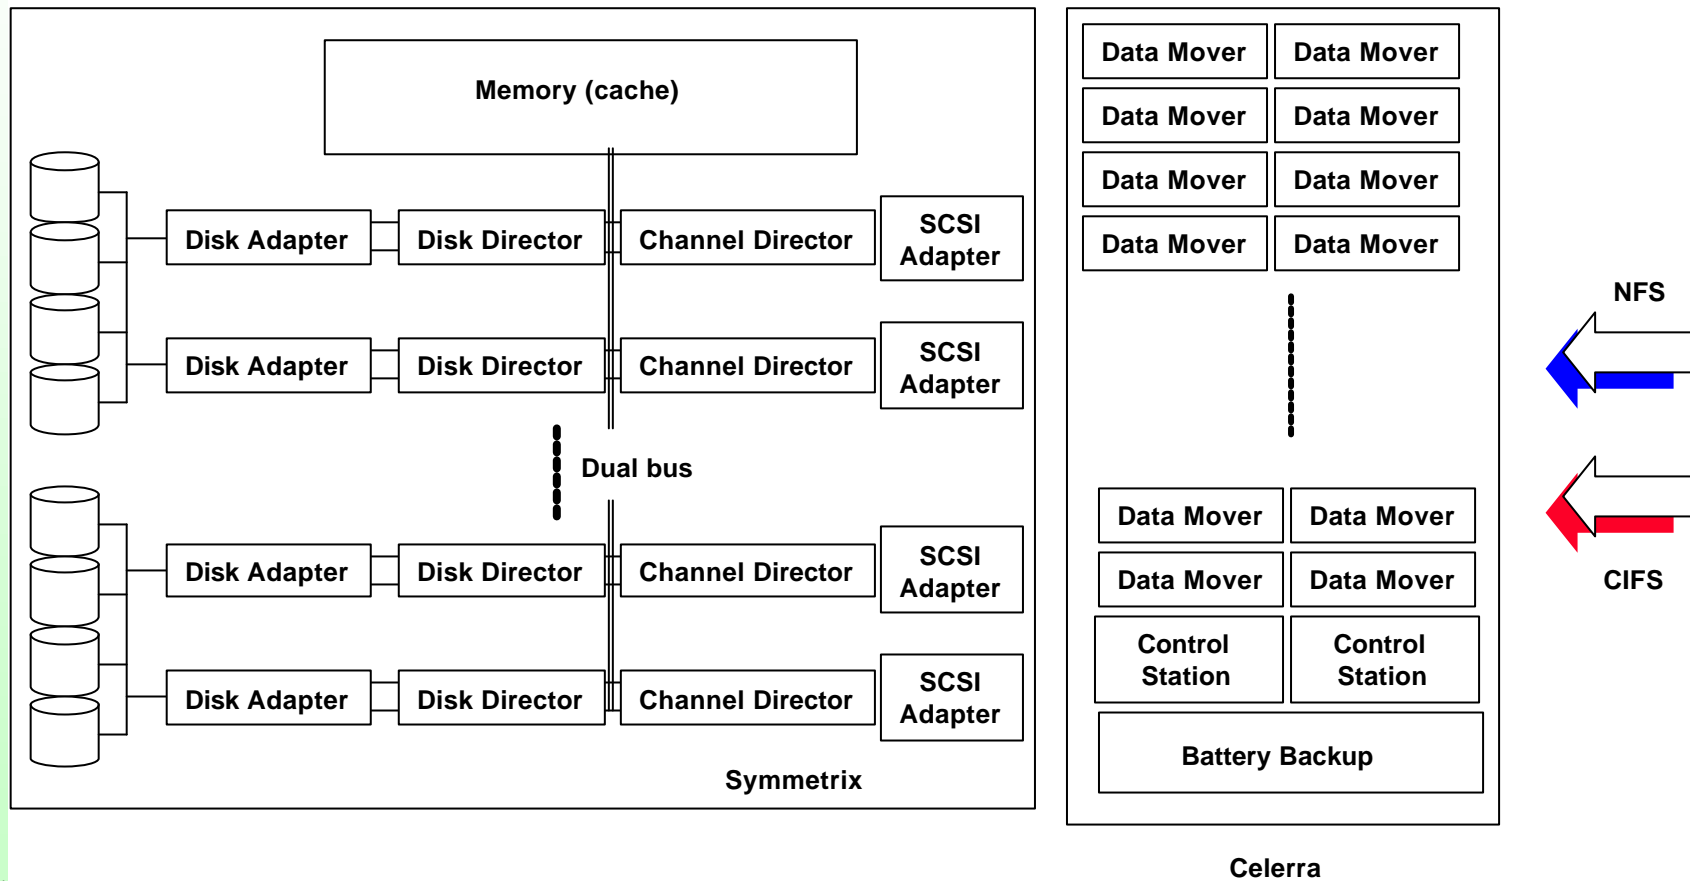 Memory (cache)
Disk Adapter
Disk Director
Channel Director
SCSI
Adapter
Disk Adapter
Disk Director
Channel Director
SCSI
Adapter
Dual bus
Disk Adapter
Disk Director
Channel Director
SCSI
Adapter
Disk Adapter
Disk Director
Channel Director
SCSI
Adapter
Symmetrix
Data Mover
Data Mover
Data Mover
Data Mover
Data Mover
Data Mover
Data Mover
Data Mover
Data Mover
Data Mover
Data Mover
Data Mover
Control
Station
Control
Station
Battery Backup
Celerra
NFS
CIFS